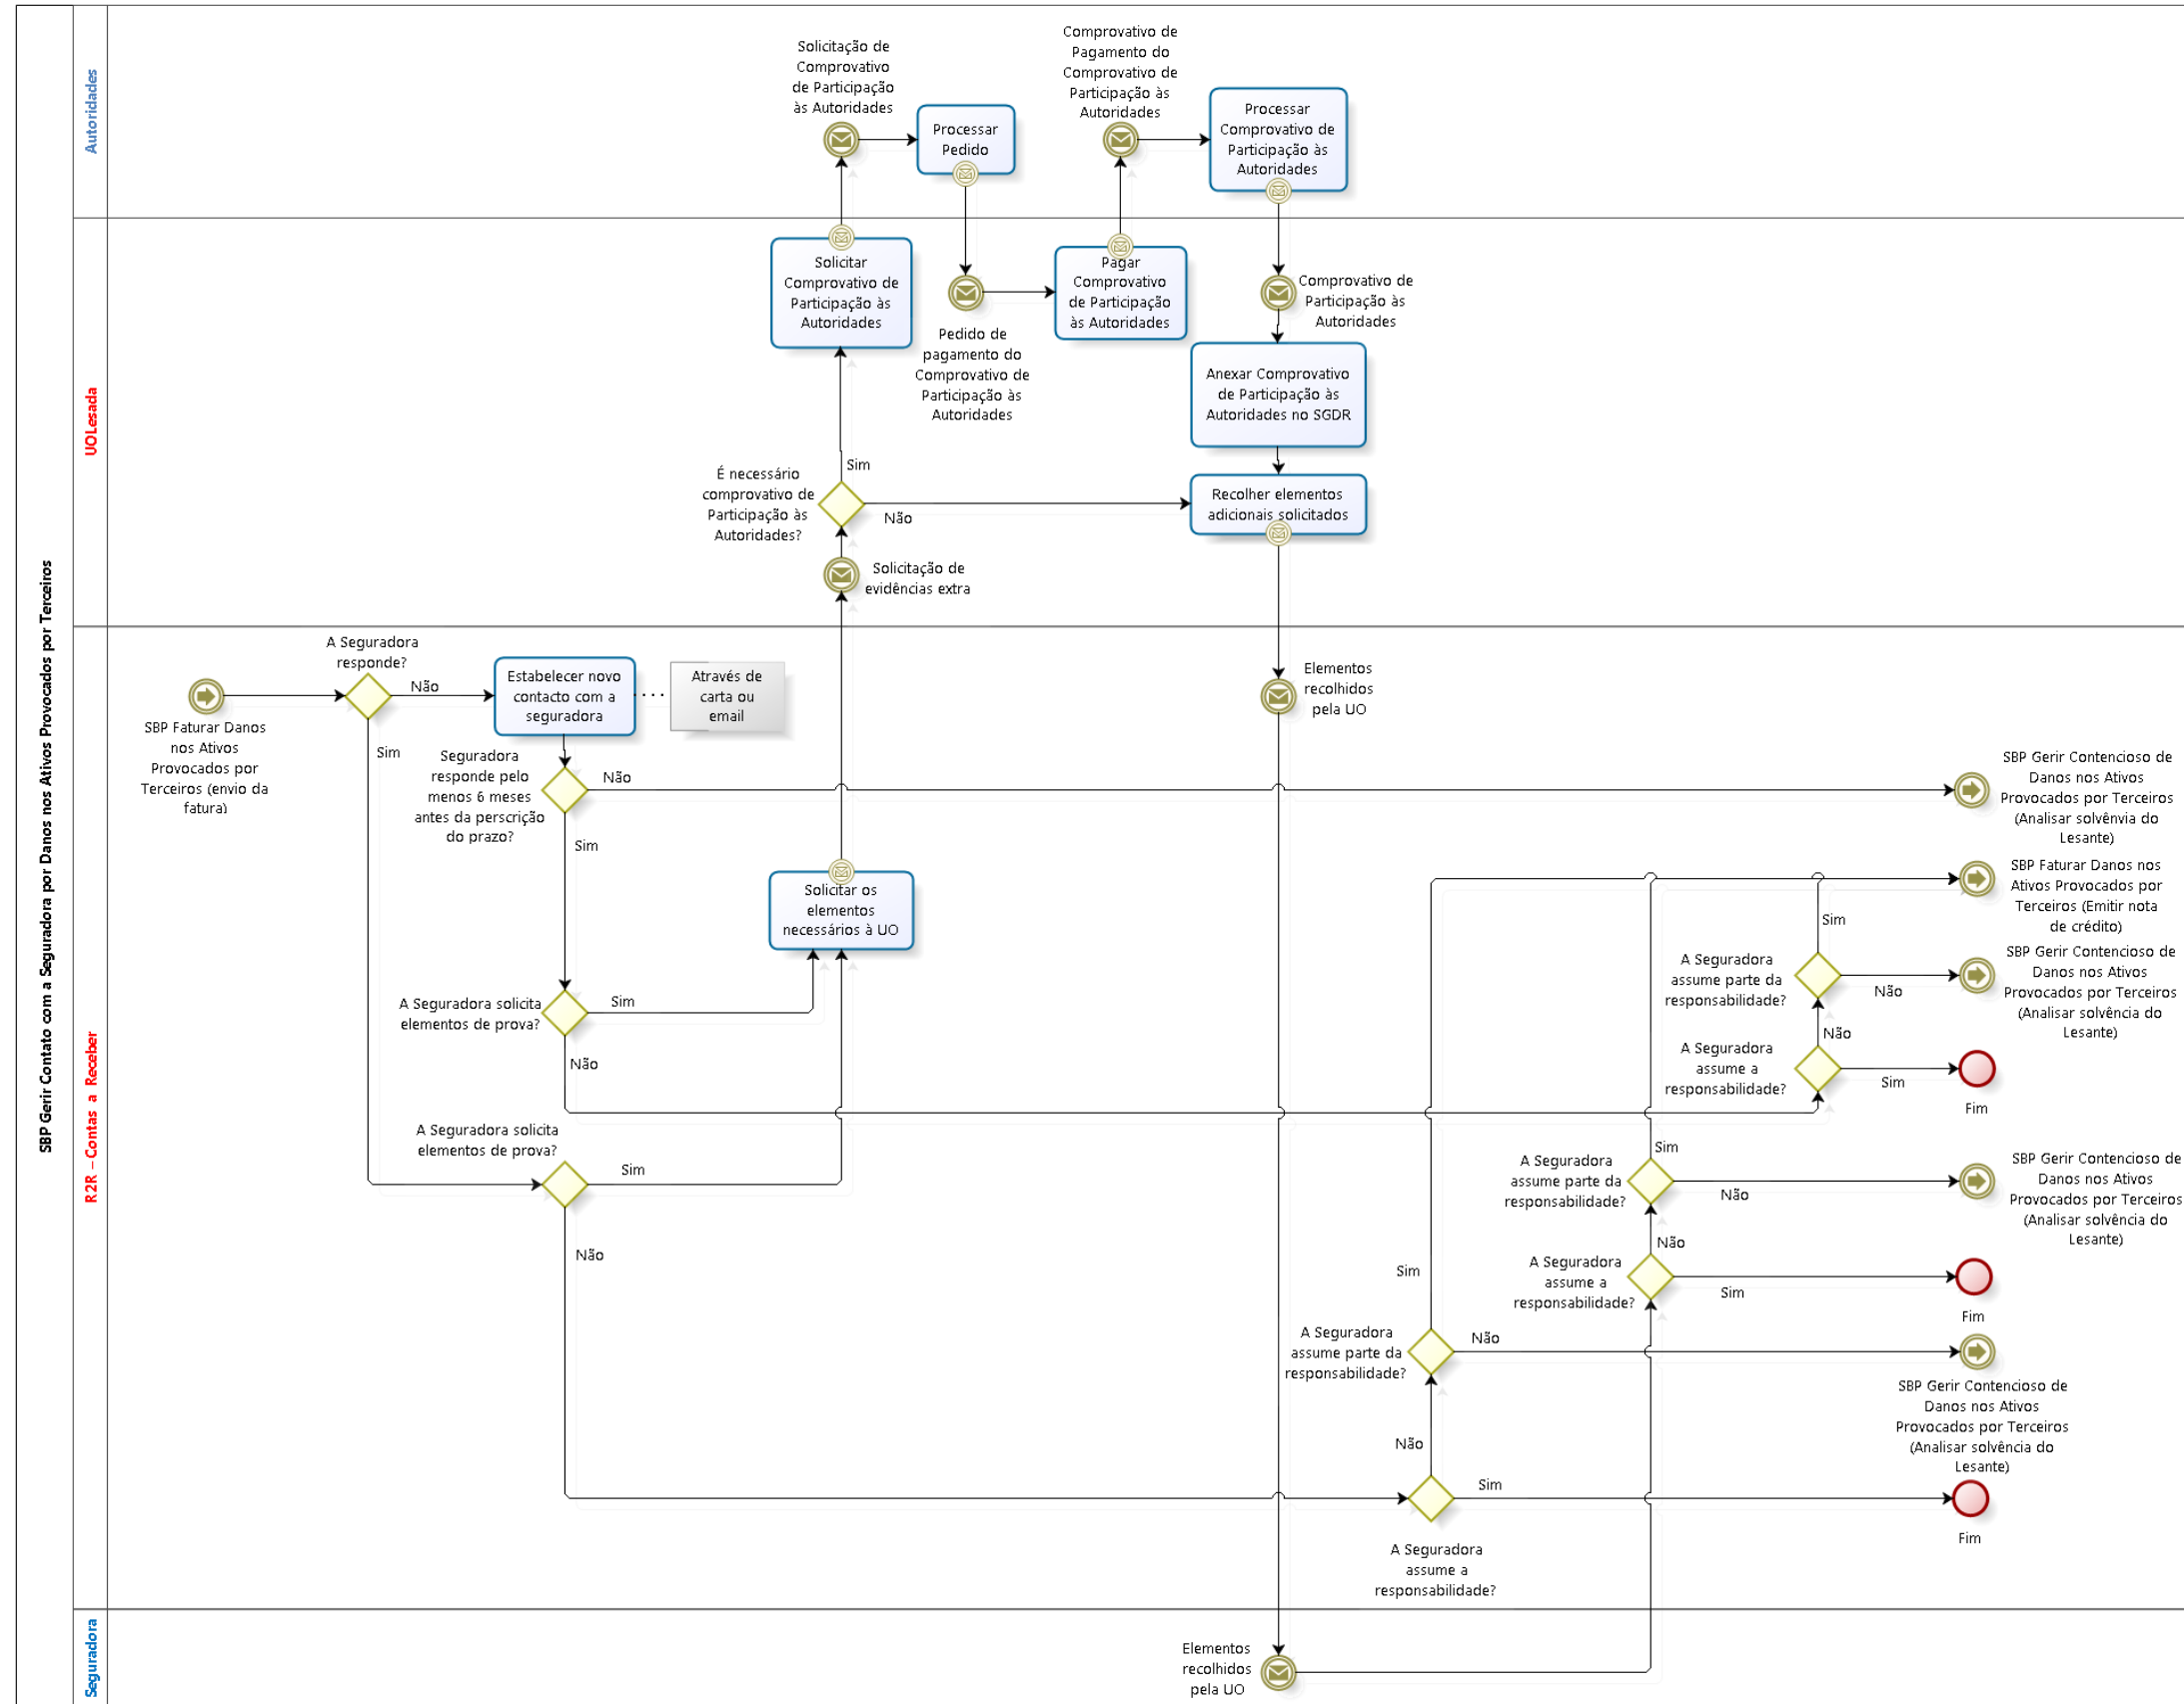 SBP Gerir Contato com a Seguradora por Danos nos Ativos Provocados por Terceiros
Autoridades
Solicitação de
Comprovativo
de Participação
às Autoridades
Processar
Pedido
Comprovativo de
Pagamento do
Comprovativo de
Participação às
Autoridades
Processar
Comprovativo de
Participação às
Autoridades
UOLesada
Solicitar
Comprovativo de
Participação às
Autoridades
Pedido de
pagamento do
Comprovativo de
Participação às
Autoridades
Pagar
Comprovativo
de Participação
às Autoridades
Comprovativo de
Participação às
Autoridades
Anexar Comprovativo
de Participação às
Autoridades no SGDR
É necessário
comprovativo de
Participação às
Autoridades?
Sim
Não
Recolher elementos
adicionais solicitados
Solicitação de
evidências extra
R2R – Contas a Receber
SBP Faturar Danos
nos Ativos
Provocados por
Terceiros (envio da
fatura)
A Seguradora
responde?
Não
Sim
Estabelecer novo
contacto com a
seguradora
Através de
carta ou
email
Elementos
recolhidos
pela UO
Seguradora
responde pelo
menos 6 meses
antes da perscrição
do prazo?
Não
Sim
SBP Gerir Contencioso de
Danos nos Ativos
Provocados por Terceiros
(Analisar solvênvia do
Lesante)
Solicitar os
elementos
necessários à UO
SBP Faturar Danos nos
Ativos Provocados por
Terceiros (Emitir nota
de crédito)
A Seguradora solicita
elementos de prova?
Sim
Não
A Seguradora
assume parte da
responsabilidade?
Sim
Não
SBP Gerir Contencioso de
Danos nos Ativos
Provocados por Terceiros
(Analisar solvência do
Lesante)
A Seguradora
assume a
responsabilidade?
Não
Sim
Fim
A Seguradora solicita
elementos de prova?
Sim
Não
A Seguradora
assume parte da
responsabilidade?
Sim
Não
SBP Gerir Contencioso de
Danos nos Ativos
Provocados por Terceiros
(Analisar solvência do
Lesante)
A Seguradora
assume a
responsabilidade?
Não
Sim
Fim
A Seguradora
assume parte da
responsabilidade?
Sim
Não
SBP Gerir Contencioso de
Danos nos Ativos
Provocados por Terceiros
(Analisar solvência do
Lesante)
Não
Sim
A Seguradora
assume a
responsabilidade?
Fim
Seguradora
Elementos
recolhidos
pela UO